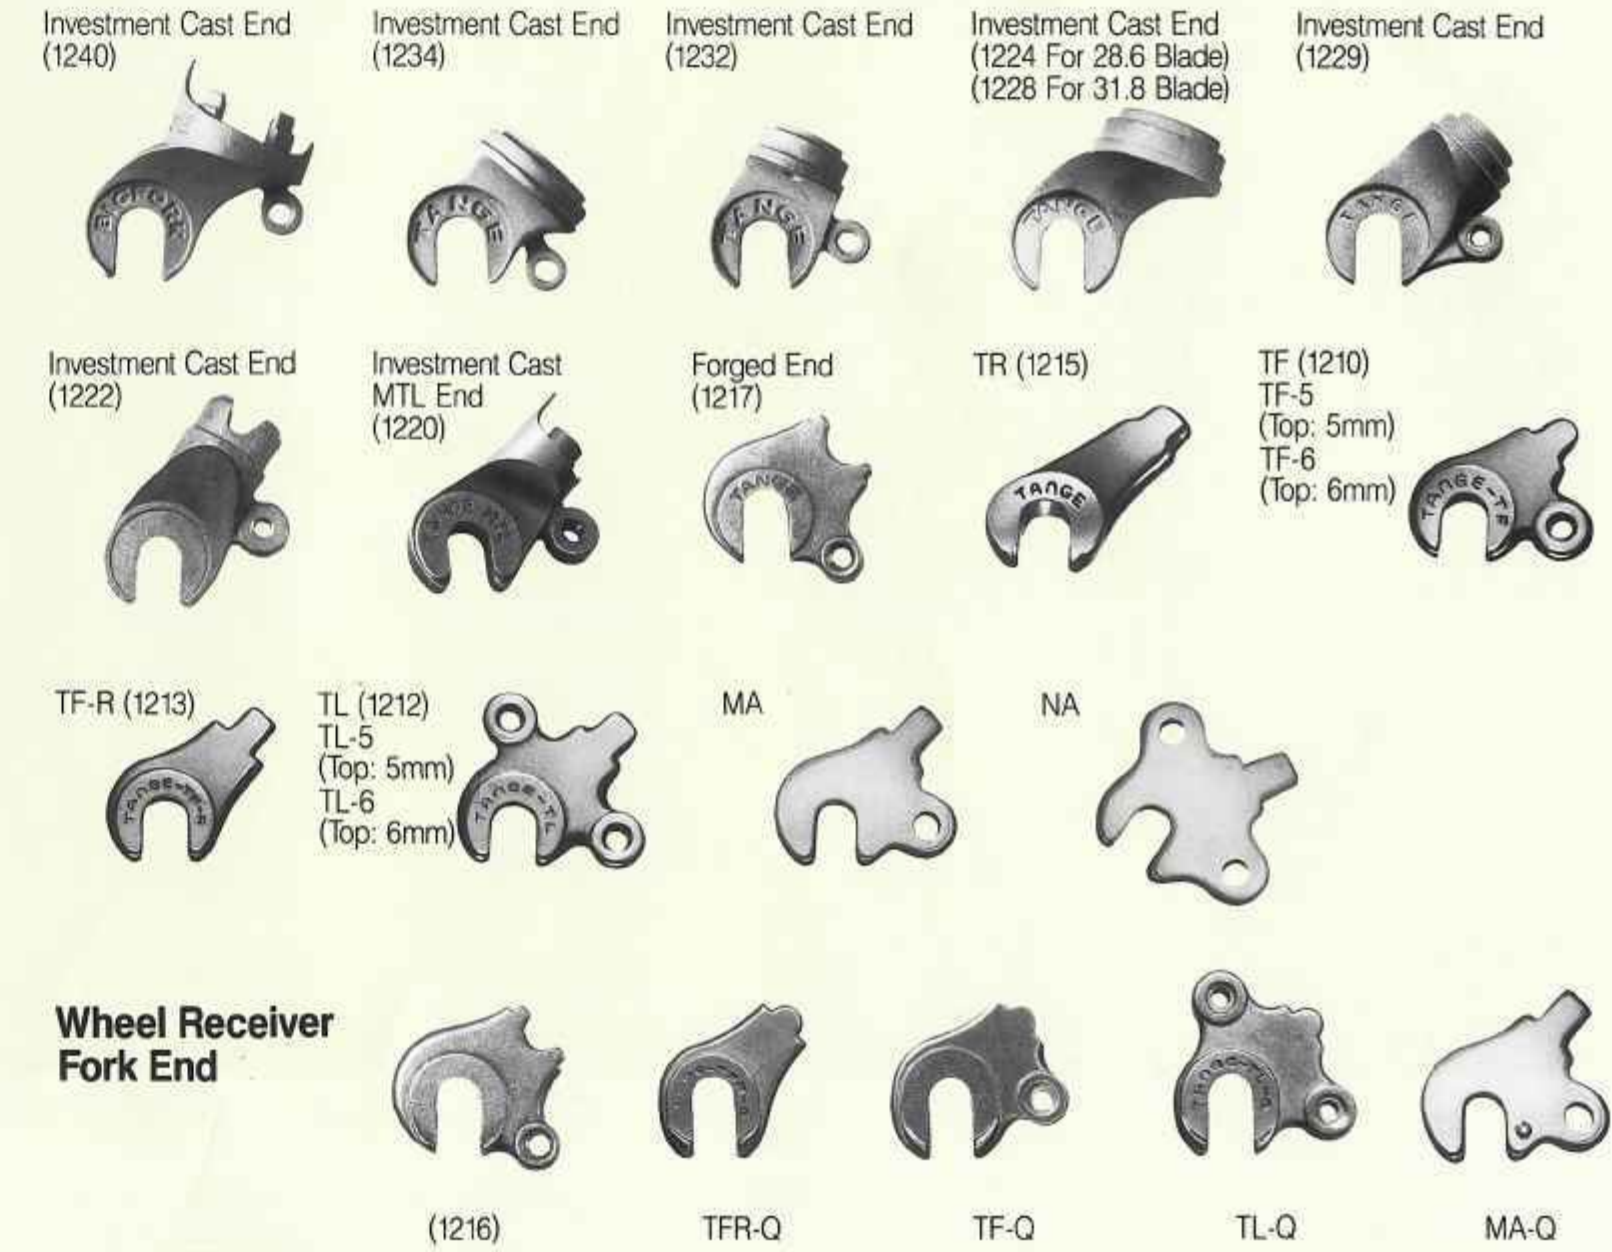 Investment Cast End
(1240)
Investment Cast End
(1234)
Investment Cast End
(1232)
Investment Cast End
(1224 For 28.6 Blade)
(1228 For 31.8 Blade)
Investment Cast End
(1229)
BIGFORK
TANGE
TANGE
TANGE
TANGE
Investment Cast End
(1222)
Investment Cast
MTL End
(1220)
Forged End
(1217)
TR (1215)
TF (1210)
TF-5
(Top: 5mm)
TF-6
(Top: 6mm)
TANGE
TANGE
TANGE-TF
TF-R (1213)
TL (1212)
TL-5
(Top: 5mm)
TL-6
(Top: 6mm)
MA
NA
TANGE-TF-R
TANGE-TL
Wheel Receiver
Fork End
(1216)
TFR-Q
TF-Q
TL-Q
MA-Q